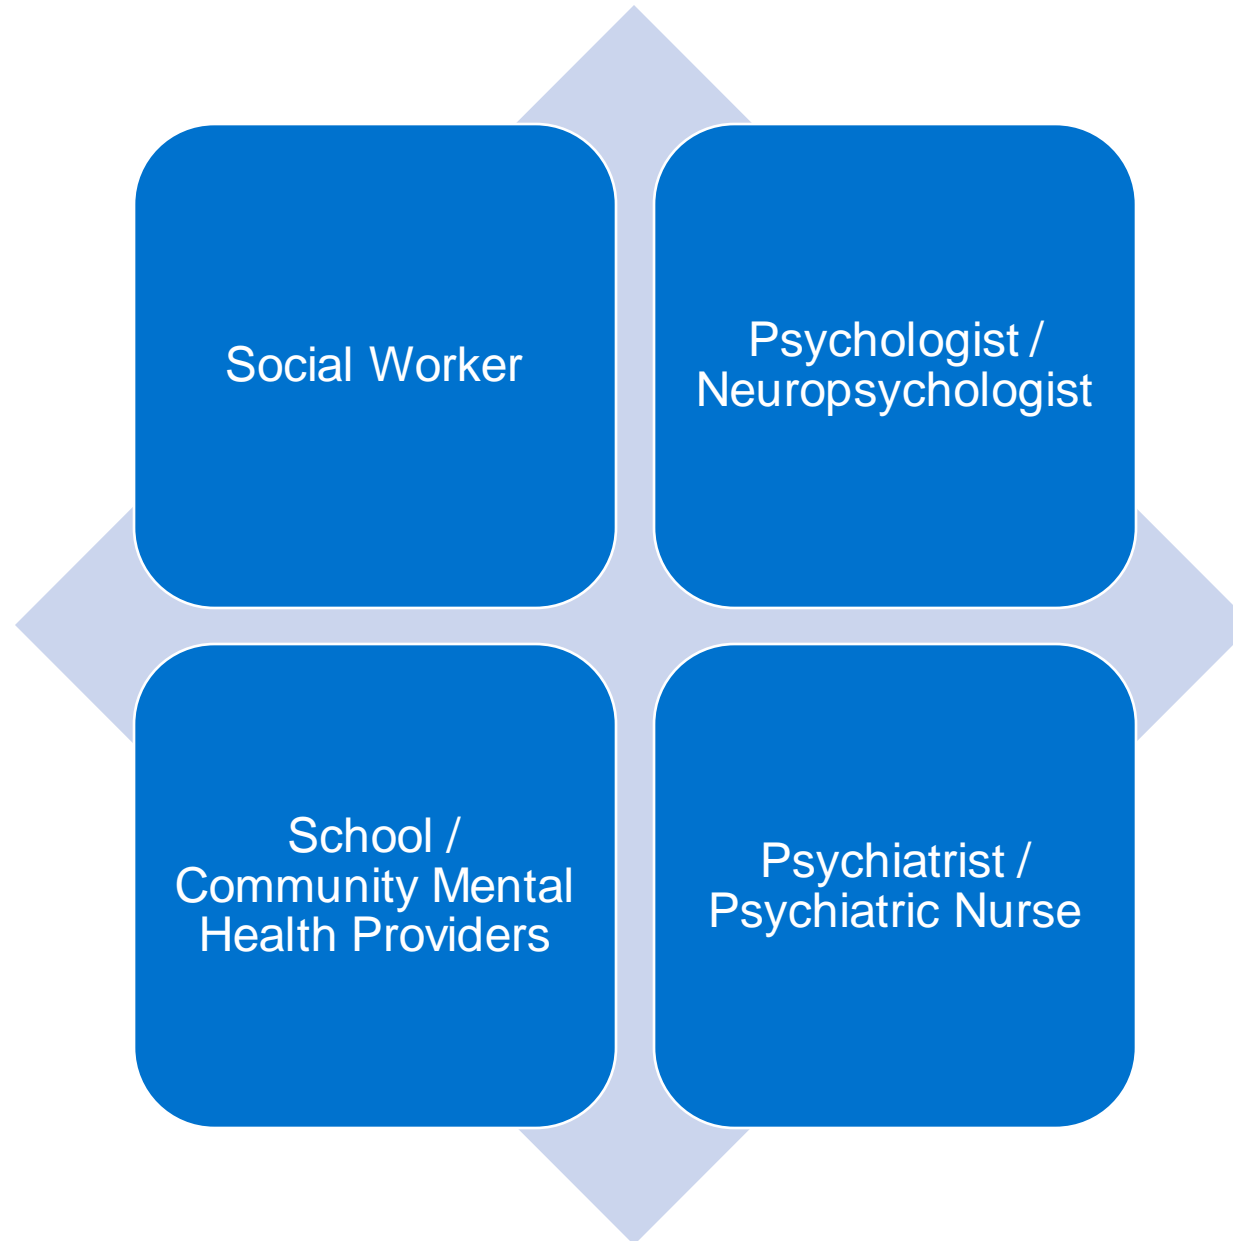 Social Worker
Psychologist /
Neuropsychologist
School /
Community Mental
Health Providers
Psychiatrist /
Psychiatric Nurse